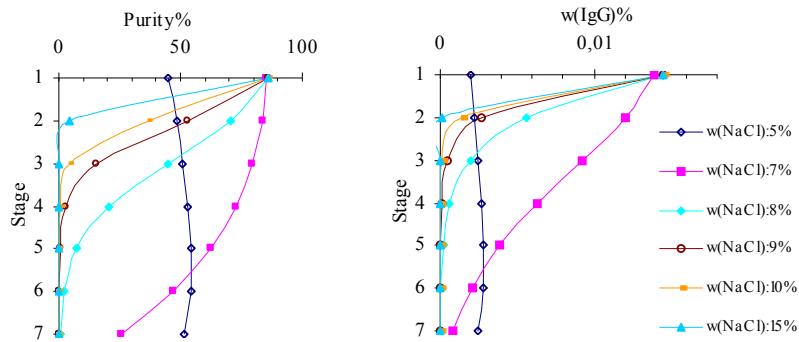 Purity%
0 50 100
1
2
3
4
5
6
7
Stage
w(IgG)%
0 0,01
1
2
3
4
5
6
7
Stage
w(NaCl):5%
w(NaCl):7%
w(NaCl):8%
w(NaCl):9%
w(NaCl):10%
w(NaCl):15%